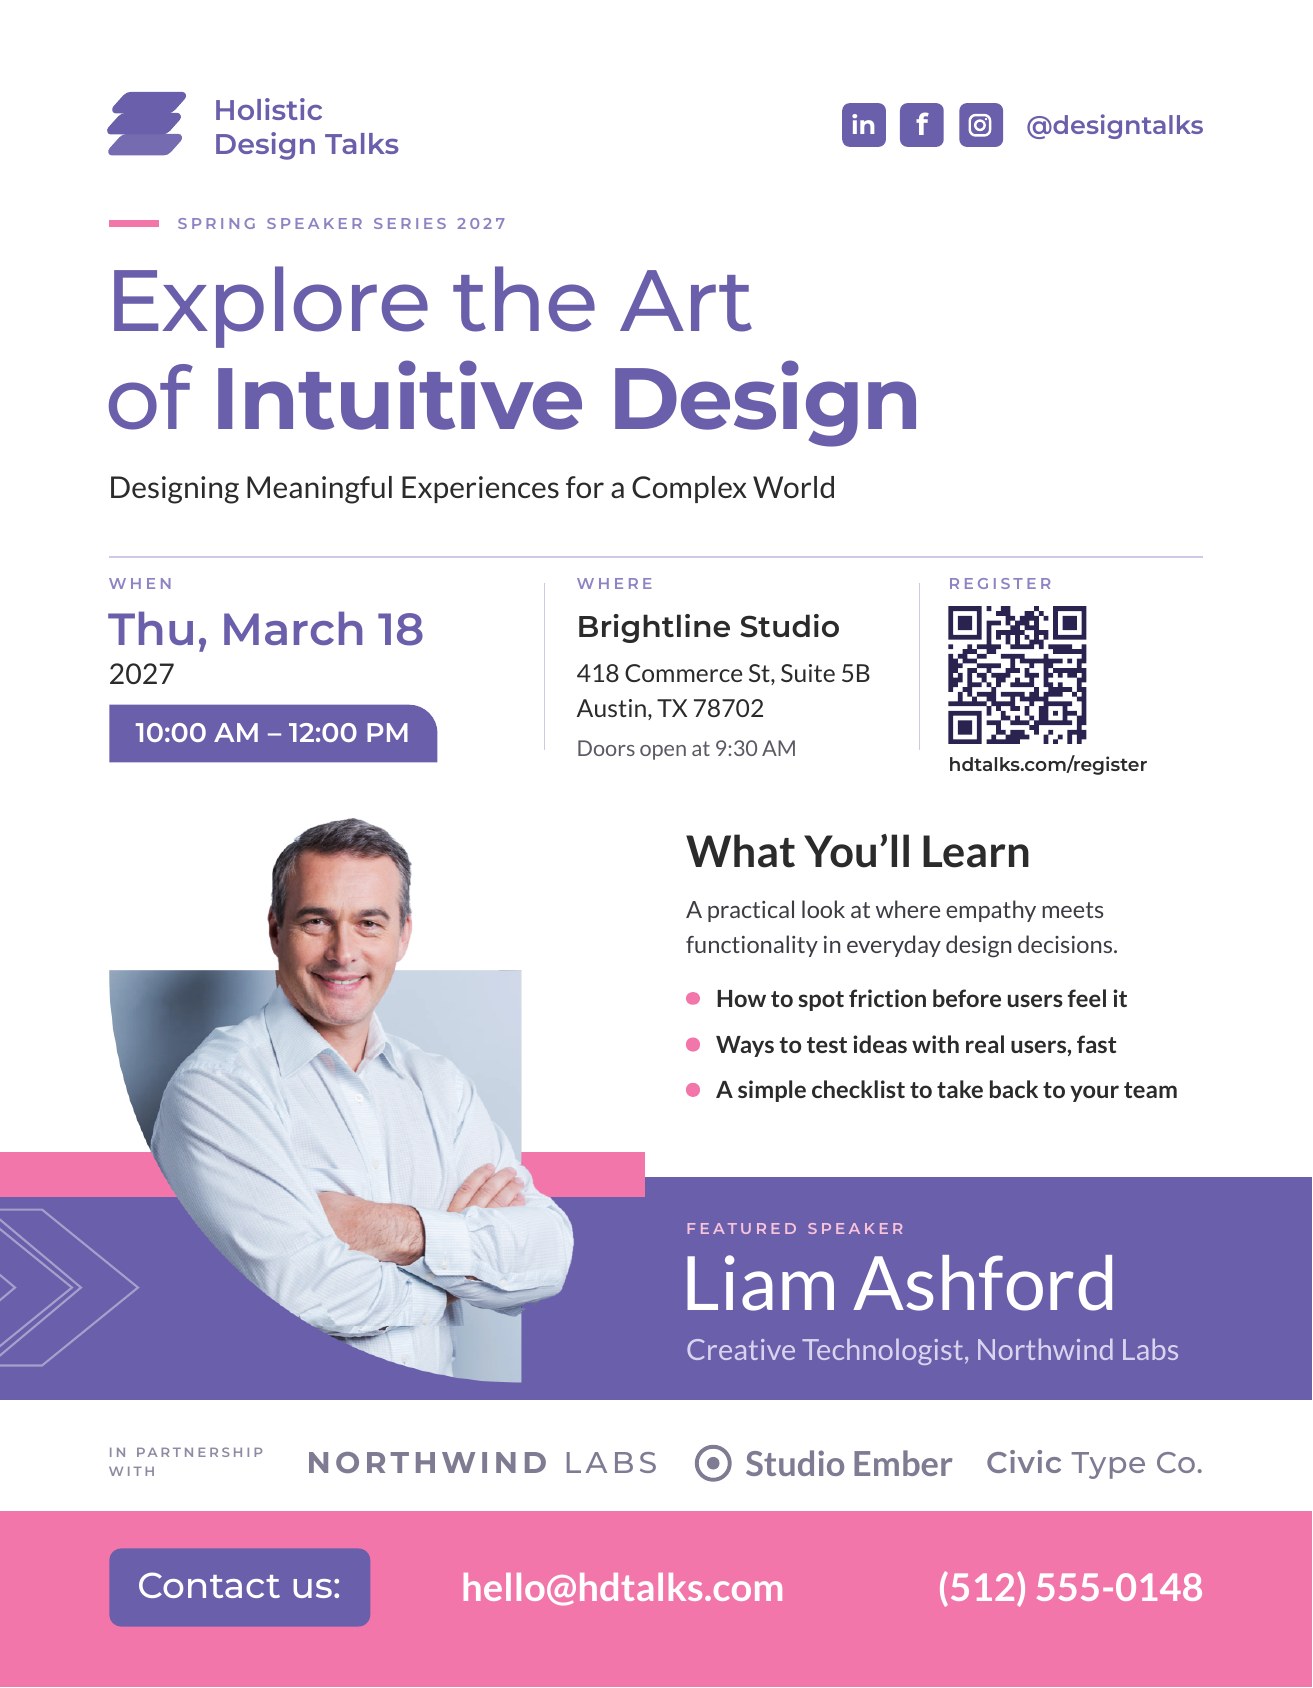 Holistic
Design Talks
in f @designtalks
SPRING SPEAKER SERIES 2027
Explore the Art
of Intuitive Design
Designing Meaningful Experiences for a Complex World
WHEN
Thu, March 18
2027
10:00 AM – 12:00 PM
WHERE
Brightline Studio
418 Commerce St, Suite 5B
Austin, TX 78702
Doors open at 9:30 AM
REGISTER
hdtalks.com/register
What You’ll Learn
A practical look at where empathy meets
functionality in everyday design decisions.
How to spot friction before users feel it
Ways to test ideas with real users, fast
A simple checklist to take back to your team
FEATURED SPEAKER
Liam Ashford
Creative Technologist, Northwind Labs
IN PARTNERSHIP
WITH
NORTHWIND LABS
Studio Ember
Civic Type Co.
Contact us:
hello@hdtalks.com
(512) 555-0148